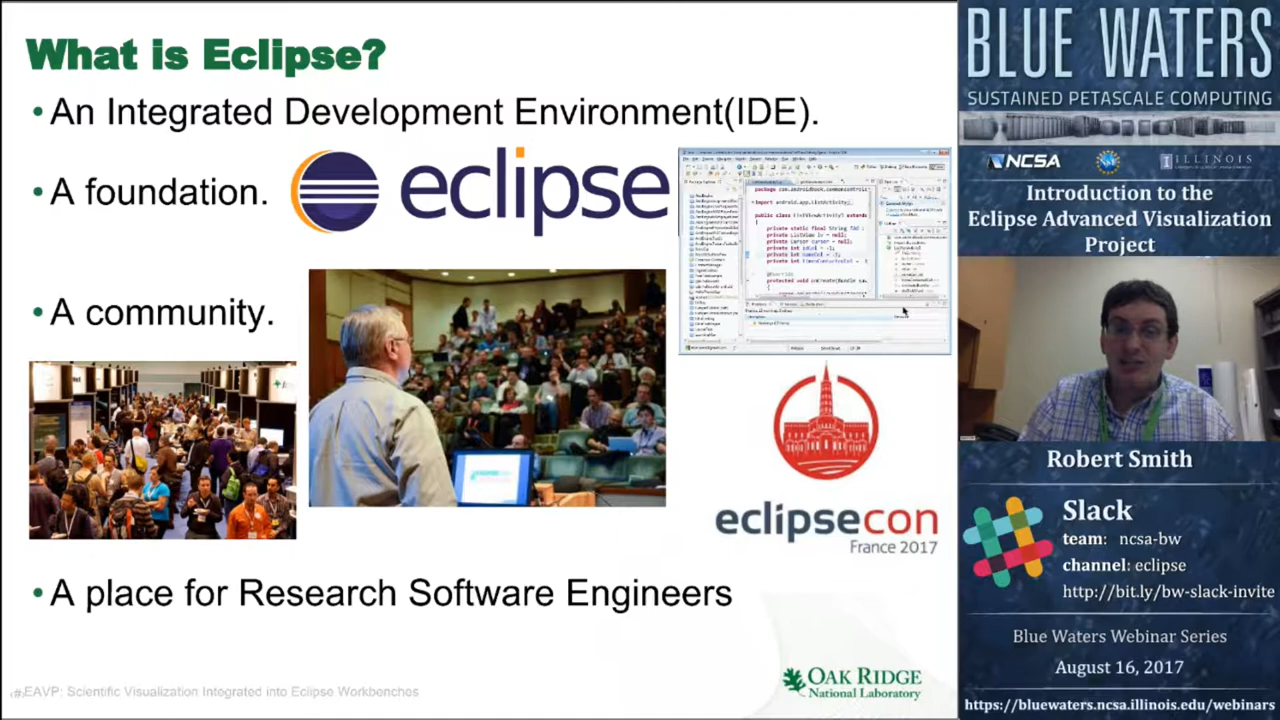 What is Eclipse?
•An Integrated Development Environment(IDE).
•A foundation.
eclipse
•A community.
eclipsecon
France 2017
•A place for Research Software Engineers
EAVP: Scientific Visualization Integrated into Eclipse Workbenches
OAK RIDGE
National Laboratory
BLUE WATERS
SUSTAINED PETASCALE COMPUTING
NCSA
ILLINOIS
Introduction to the
Eclipse Advanced Visualization
Project
Robert Smith
Slack
team: ncsa-bw
channel: eclipse
http://bit.ly/bw-slack-invite
Blue Waters Webinar Series
August 16, 2017
https://bluewaters.ncsa.illinois.edu/webinars